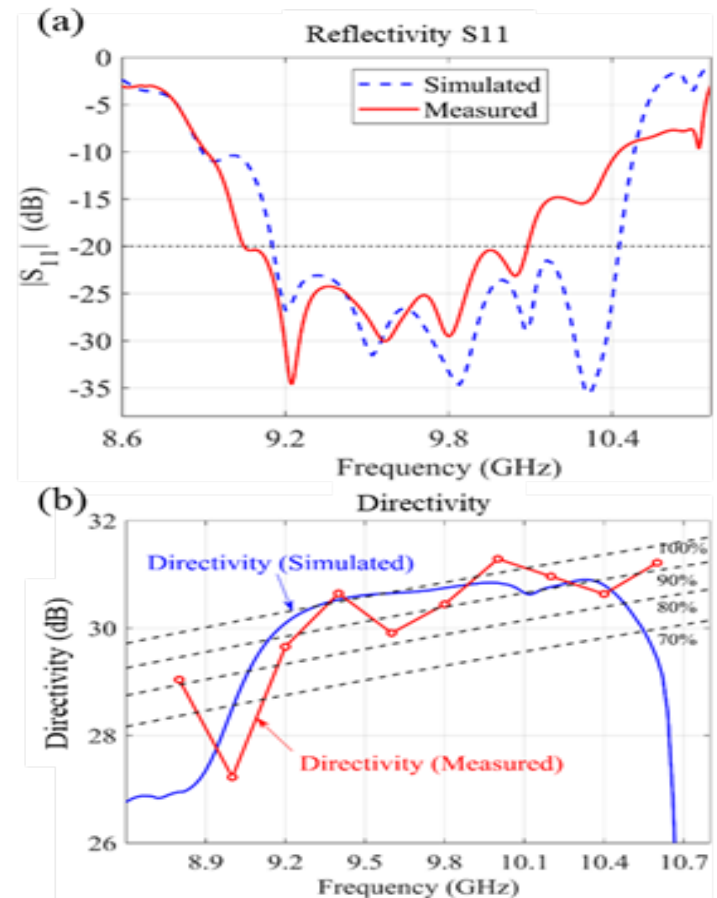 (a)
Reflectivity S11
0
-5
-10
-15
-20
-25
-30
-35
|S11| (dB)
Simulated
Measured
8.6 9.2 9.8 10.4
Frequency (GHz)
(b)
Directivity
32
30
28
26
Directivity (dB)
Directivity (Simulated)
100%
90%
80%
70%
Directivity (Measured)
8.9 9.2 9.5 9.8 10.1 10.4 10.7
Frequency (GHz)